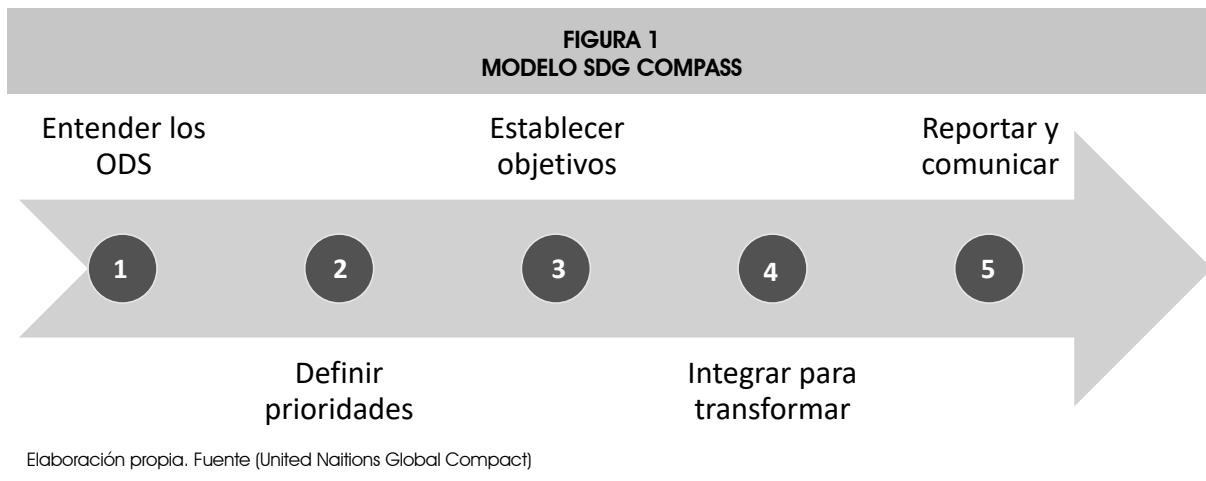 FIGURA 1
MODELO SDG COMPASS
Entender los
ODS
Establecer
objetivos
Reportar y
comunicar
1
2
3
4
5
Definir
prioridades
Integrar para
transformar
Elaboración propia. Fuente (United Naitions Global Compact)